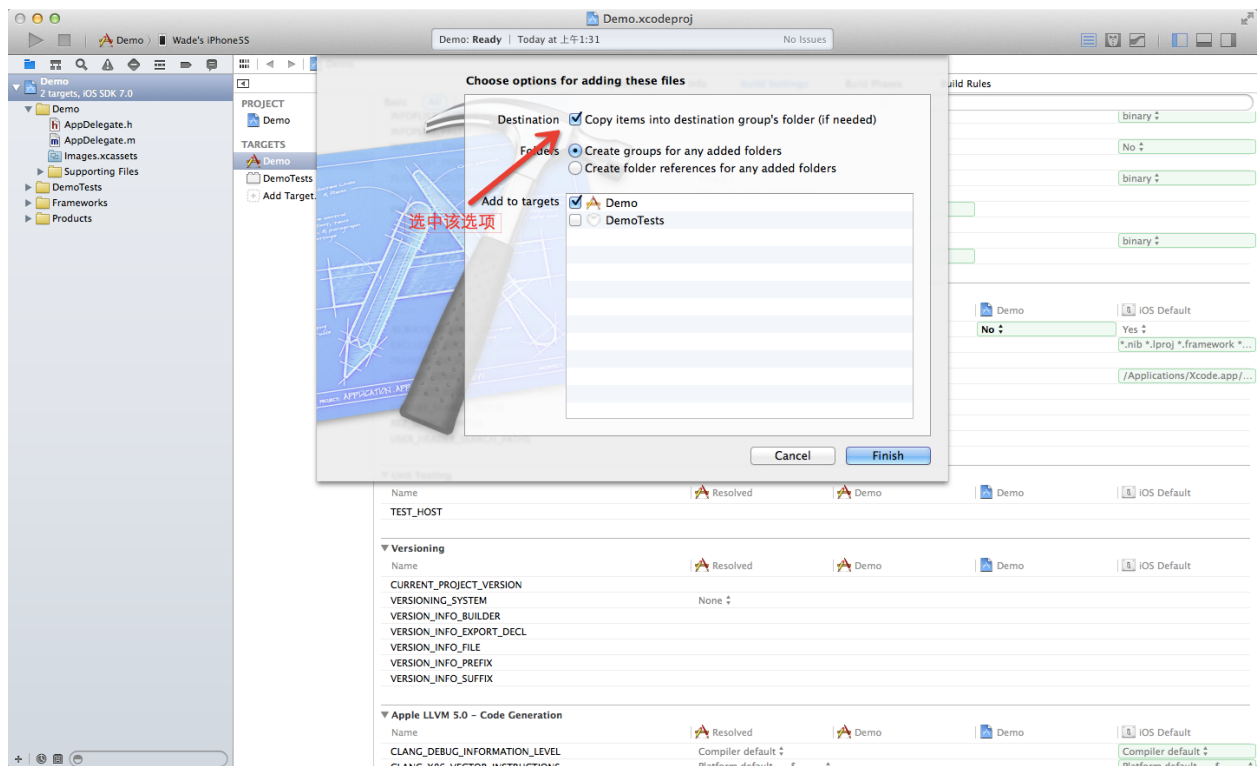 Demo.xcodeproj
Demo 〉 Wade's iPhone5S
Demo: Ready | Today at 上午1:31
No Issues
Demo
2 targets, iOS SDK 7.0
Demo
AppDelegate.h
AppDelegate.m
Images.xcassets
Supporting Files
DemoTests
Frameworks
Products
PROJECT
Demo
TARGETS
Demo
DemoTests
Add Target.
Choose options for adding these files
Destination Copy items into destination group's folder (if needed)
Folders Create groups for any added folders
Create folder references for any added folders
Add to targets Demo
DemoTests
选中该选项
Cancel Finish
uild Rules
binary
No
binary
binary
Demo iOS Default
No Yes
*.nib *.lproj *.framework *...
/Applications/Xcode.app/...
Name Resolved Demo Demo iOS Default
TEST_HOST
Versioning
Name Resolved Demo Demo iOS Default
CURRENT_PROJECT_VERSION
VERSIONING_SYSTEM None
VERSION_INFO_BUILDER
VERSION_INFO_EXPORT_DECL
VERSION_INFO_FILE
VERSION_INFO_PREFIX
VERSION_INFO_SUFFIX
Apple LLVM 5.0 - Code Generation
Name Resolved Demo Demo iOS Default
CLANG_DEBUG_INFORMATION_LEVEL Compiler default Compiler default